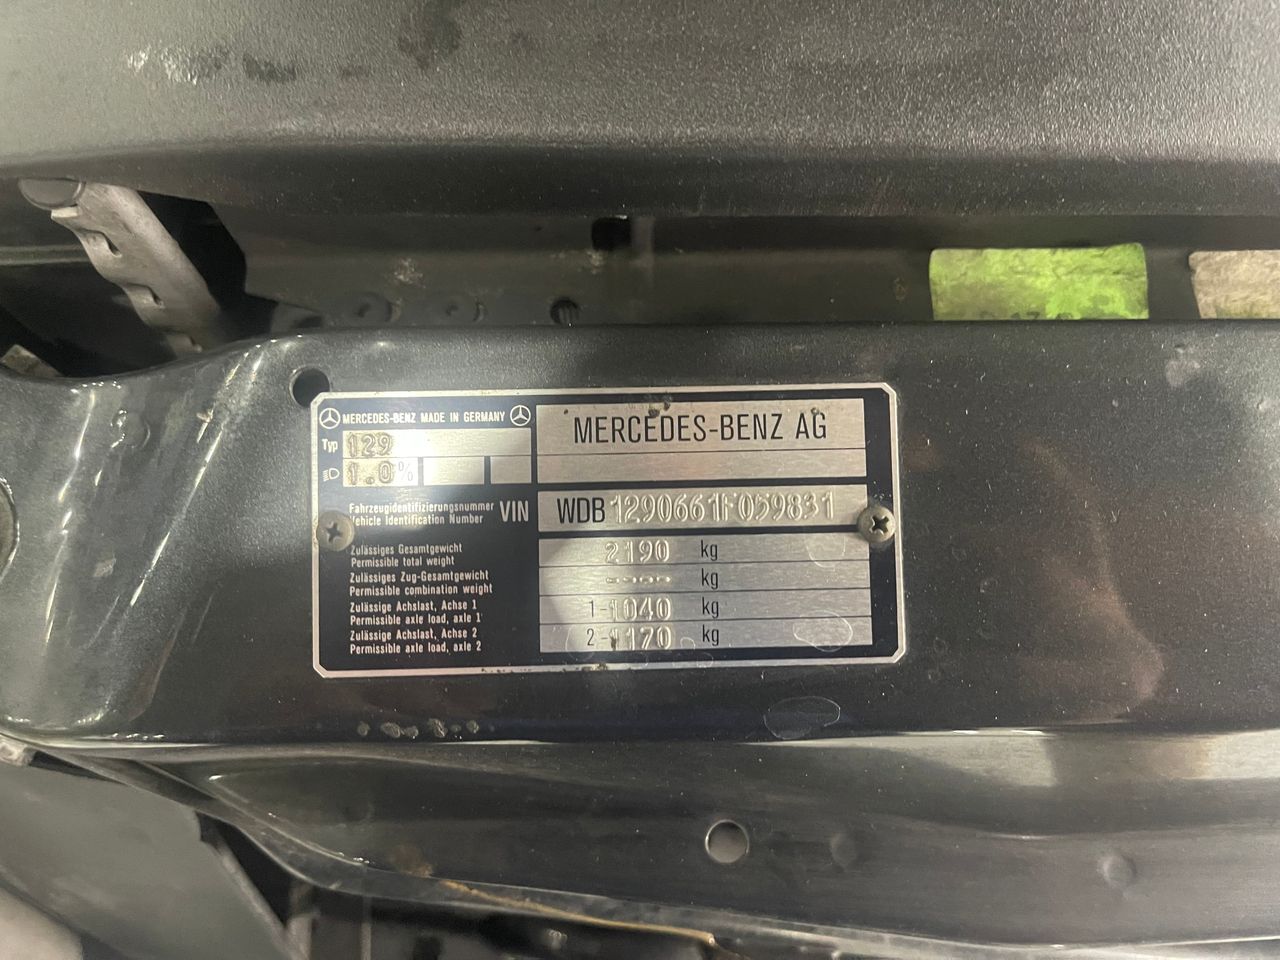 MERCEDES-BENZ MADE IN GERMANY
MERCEDES-BENZ AG
Typ 129
1.0%
Fahrzeugidentifizierungsnummer
Vehicle Identification Number
VIN
WDB 1290661F059831
Zulässiges Gesamtgewicht
Permissible total weight
2190 kg
Zulässiges Zug-Gesamtgewicht
Permissible combination weight
---- kg
Zulässige Achslast, Achse 1
Permissible axle load, axle 1
1-1040 kg
Zulässige Achslast, Achse 2
Permissible axle load, axle 2
2-1170 kg